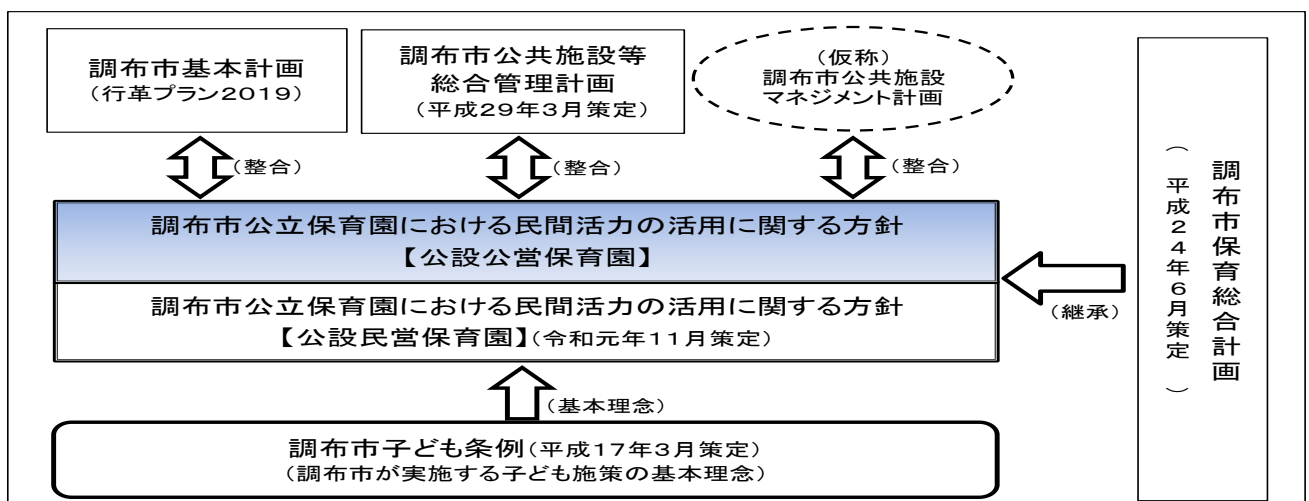 調布市基本計画
(行革プラン2019)
調布市公共施設等
総合管理計画
(平成29年3月策定)
(仮称)
調布市公共施設
マネジメント計画
(整合)
(整合)
(整合)
調布市公立保育園における民間活力の活用に関する方針
【公設公営保育園】
調布市公立保育園における民間活力の活用に関する方針
【公設民営保育園】(令和元年11月策定)
(継承)
調布市保育総合計画
(平成24年6月策定)
(基本理念)
調布市子ども条例(平成17年3月策定)
(調布市が実施する子ども施策の基本理念)